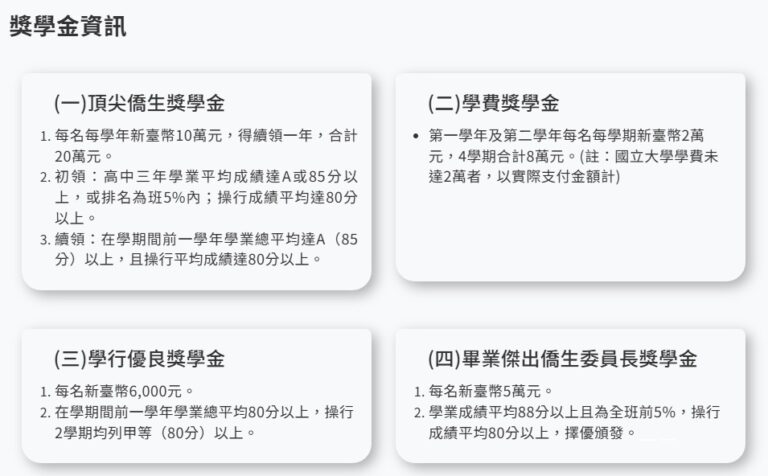 獎學金資訊
(一)頂尖僑生獎學金
1. 每名每學年新臺幣10萬元，得續領一年，合計
20萬元。
2. 初領：高中三年學業平均成績達A或85分以
上，或排名為班5%內；操行成績平均達80分
以上。
3. 續領：在學期間前一學年學業總平均達A（85
分）以上，且操行平均成績達80分以上。
(二)學費獎學金
• 第一學年及第二學年每名每學期新臺幣2萬
元，4學期合計8萬元。(註：國立大學學費未
達2萬者，以實際支付金額計)
(三)學行優良獎學金
1. 每名新臺幣6,000元。
2. 在學期間前一學年學業總平均80分以上，操行
2學期均列甲等（80分）以上。
(四)畢業傑出僑生委員長獎學金
1. 每名新臺幣5萬元。
2. 學業成績平均88分以上且為全班前5%，操行
成績平均80分以上，擇優頒發。